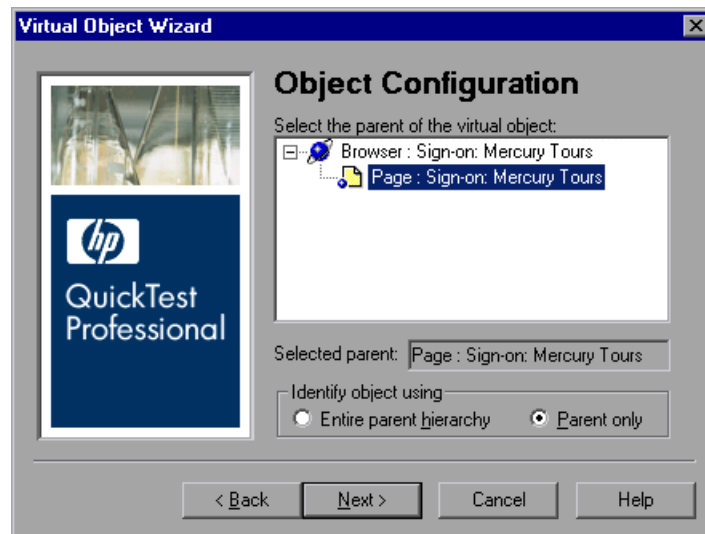 Virtual Object Wizard
Object Configuration
Select the parent of the virtual object:
Browser : Sign-on: Mercury Tours
Page : Sign-on: Mercury Tours
hp
QuickTest
Professional
Selected parent: Page : Sign-on: Mercury Tours
Identify object using
Entire parent hierarchy Parent only
< Back Next > Cancel Help